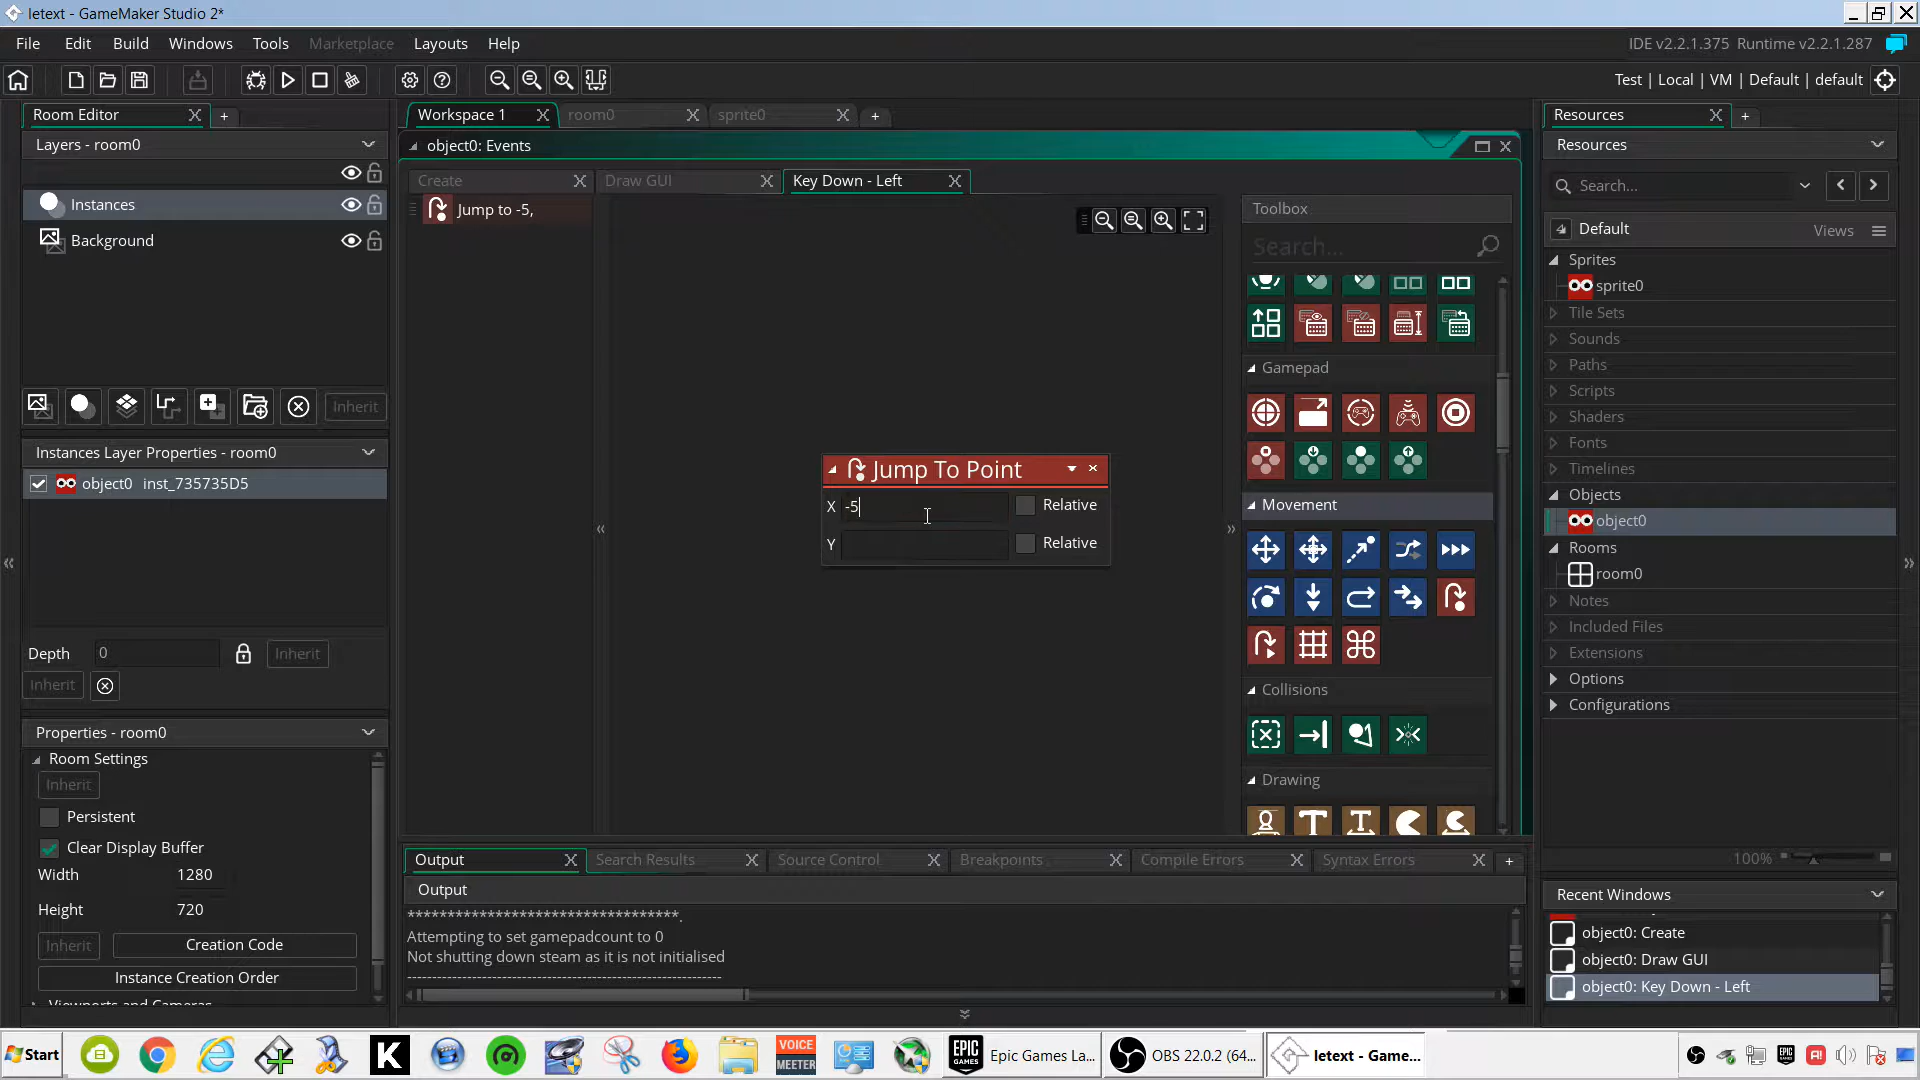 letext - GameMaker Studio 2*
File Edit Build Windows Tools Marketplace Layouts Help
IDE v2.2.1.375 Runtime v2.2.1.287
Test | Local | VM | Default | default
Room Editor
Workspace 1
room0
sprite0
Resources
Layers - room0
object0: Events
Resources
Create
Draw GUI
Key Down - Left
Search...
Instances
Jump to -5,
Toolbox
Background
Search...
Default
Views
Sprites
sprite0
Tile Sets
Sounds
Paths
Scripts
Shaders
Fonts
Timelines
Objects
object0
Rooms
room0
Notes
Included Files
Extensions
Options
Configurations
Gamepad
Movement
Collisions
Drawing
Inherit
Instances Layer Properties - room0
object0 inst_735735D5
Jump To Point
X -5 Relative
Y Relative
Depth 0 Inherit
Inherit
Properties - room0
Room Settings
Inherit
Persistent
Clear Display Buffer
Width 1280
Height 720
Inherit Creation Code
Instance Creation Order
Viewports and Cameras
Output
Search Results
Source Control
Breakpoints
Compile Errors
Syntax Errors
Output
**********************************.
Attempting to set gamepadcount to 0
Not shutting down steam as it is not initialised
------------------------------------------------------------
100%
Recent Windows
object0: Create
object0: Draw GUI
object0: Key Down - Left
Start
K
VOICE
MEETER
EPIC
GAMES
Epic Games La...
OBS 22.0.2 (64...
letext - Game...